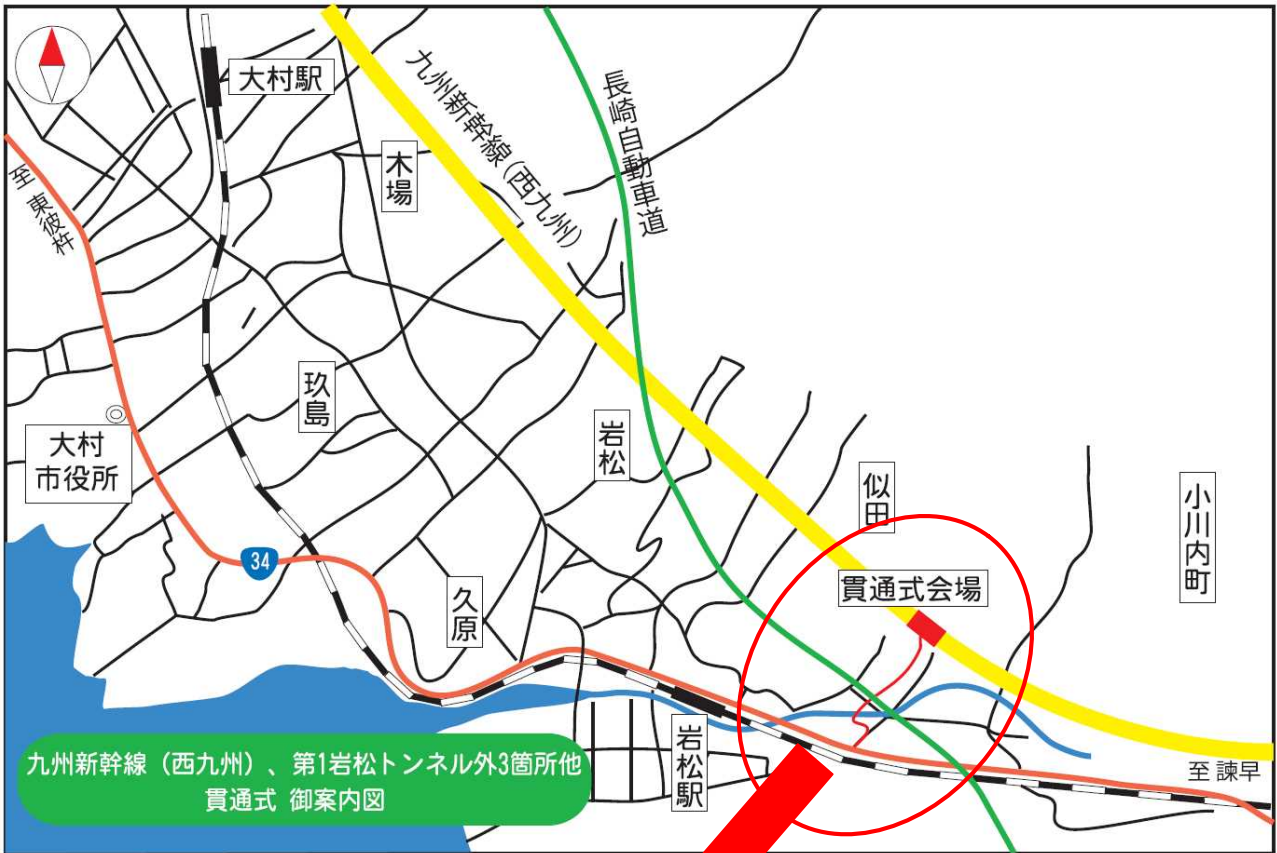 大村駅
木場
九州新幹線(西九州)
長崎自動車道
至 東彼杵
玖島
大村
市役所
34
岩松
似田
小川内町
貫通式会場
久原
岩松駅
至 諫早
九州新幹線(西九州)、第1岩松トンネル外3箇所他
貫通式 御案内図